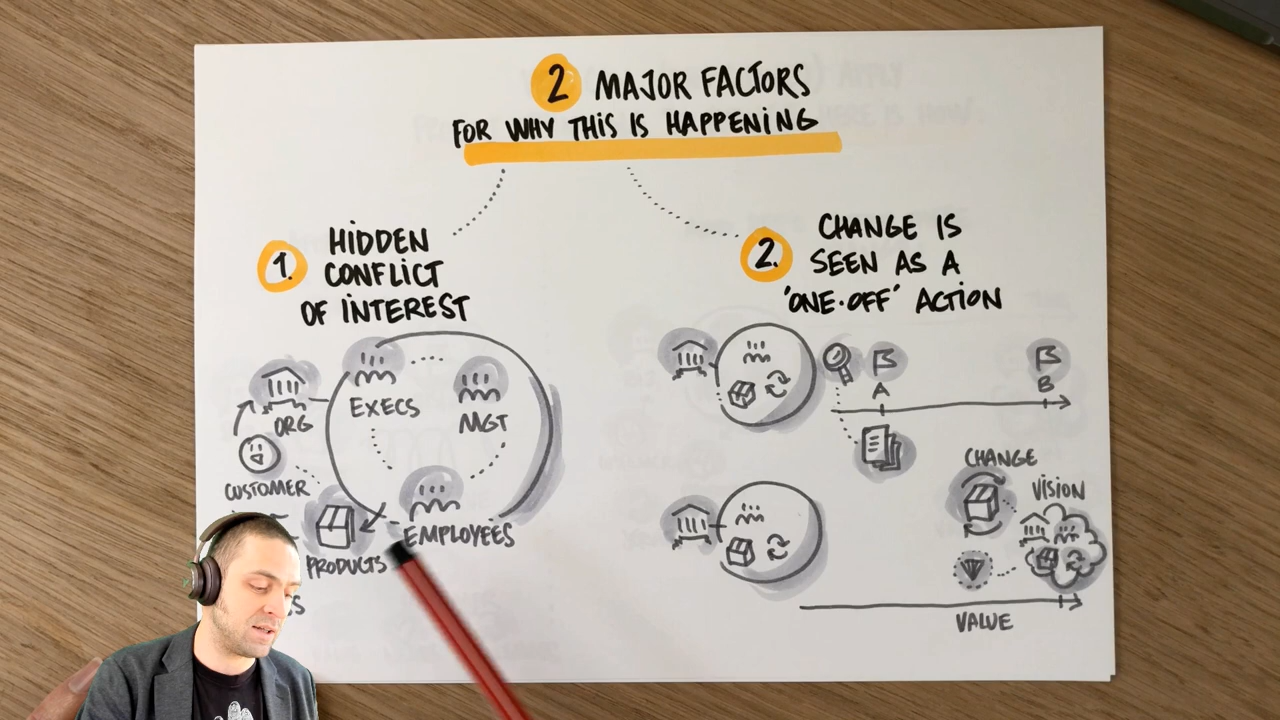 2 MAJOR FACTORS
FOR WHY THIS IS HAPPENING
1. HIDDEN
CONFLICT
OF INTEREST
ORG
EXECS
MGT
CUSTOMER
PRODUCTS
EMPLOYEES
2. CHANGE IS
SEEN AS A
'ONE-OFF' ACTION
A
B
CHANGE
VISION
VALUE